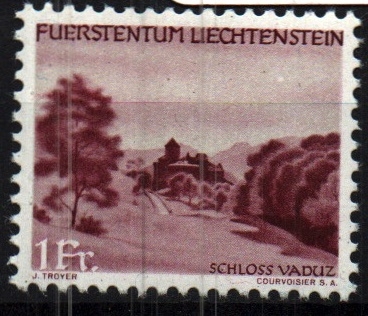 FUERSTENTUM LIECHTENSTEIN
1 Fr.
SCHLOSS VADUZ
J. TROYER
COURVOISIER S. A.